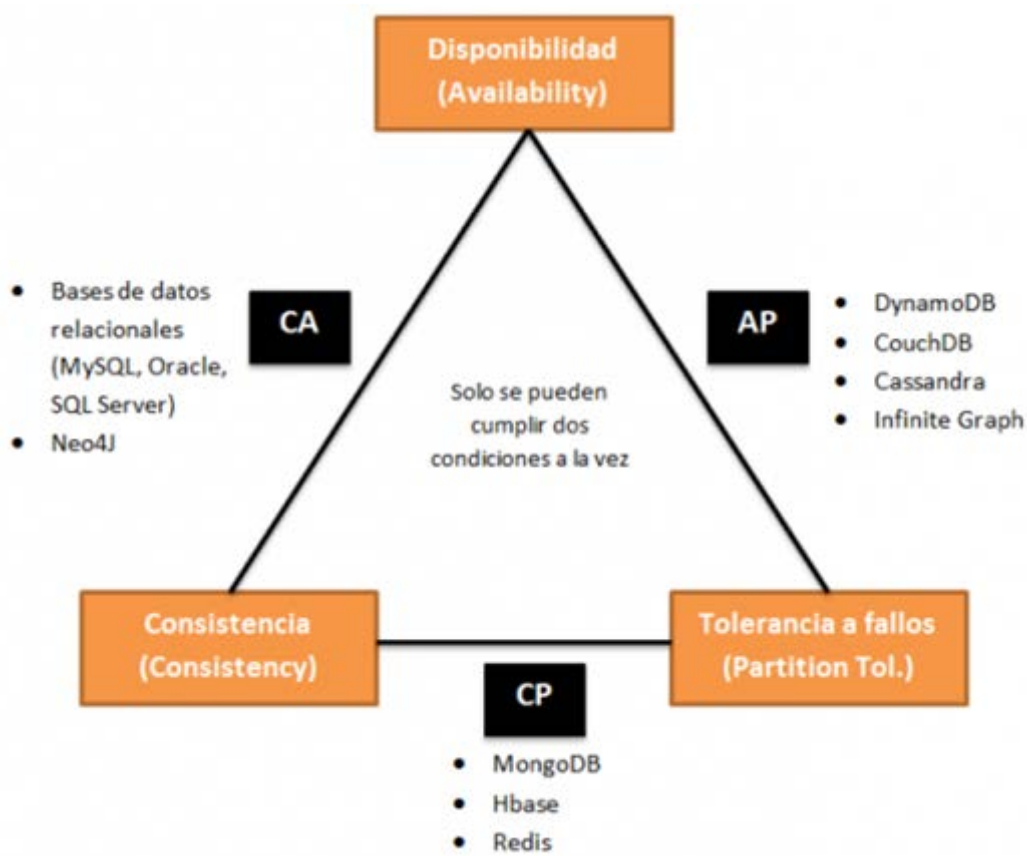 Disponibilidad
(Availability)
• Bases de datos
relacionales
(MySQL, Oracle,
SQL Server)
• Neo4J
CA
AP
• DynamoDB
• CouchDB
• Cassandra
• Infinite Graph
Solo se pueden
cumplir dos
condiciones a la vez
Consistencia
(Consistency)
Tolerancia a fallos
(Partition Tol.)
CP
• MongoDB
• Hbase
• Redis